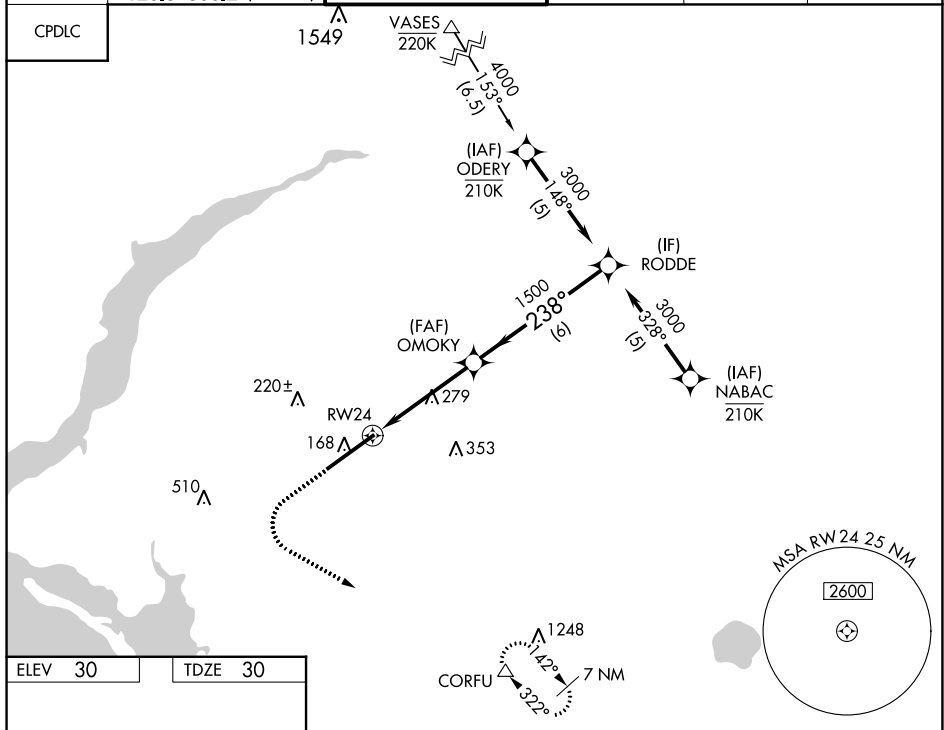 CPDLC
1549
VASES
220K
4000
153°
(6.5)
(IAF)
ODERY
210K
3000
148°
(5)
(IF)
RODDE
1500
238°
(6)
3000
328°
(5)
(IAF)
NABAC
210K
(FAF)
OMOKY
220±
279
RW24
168
353
510
MSA RW24 25 NM
2600
1248
142°
7 NM
CORFU
322°
ELEV 30
TDZE 30